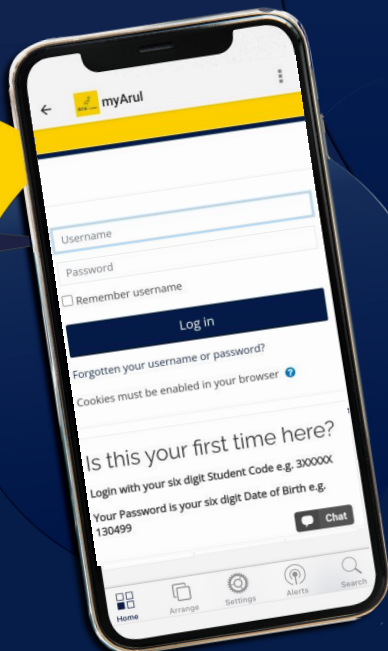 myArul
Username
Password
Remember username
Log in
Forgotten your username or password?
Cookies must be enabled in your browser
Is this your first time here?
Login with your six digit Student Code e.g. 3XXXXX
Your Password is your six digit Date of Birth e.g.
130499
Chat
Home
Arrange
Settings
Alerts
Search